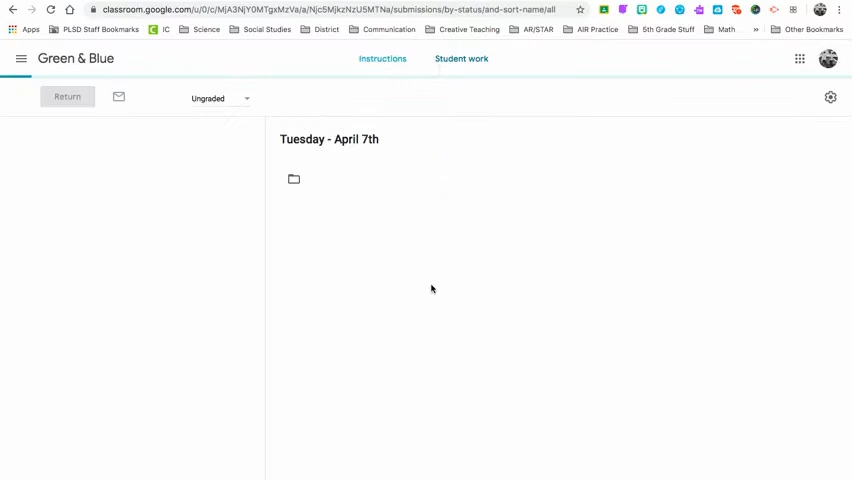 classroom.google.com/u/0/c/MjA3NjY0MTgxMzVa/a/Njc5MjkzNzU5MTNa/submissions/by-status/and-sort-name/all
Apps PLSD Staff Bookmarks IC Science Social Studies District Communication Creative Teaching AR/STAR AIR Practice 5th Grade Stuff Math » Other Bookmarks
Green & Blue Instructions Student work
Return Ungraded
Tuesday - April 7th